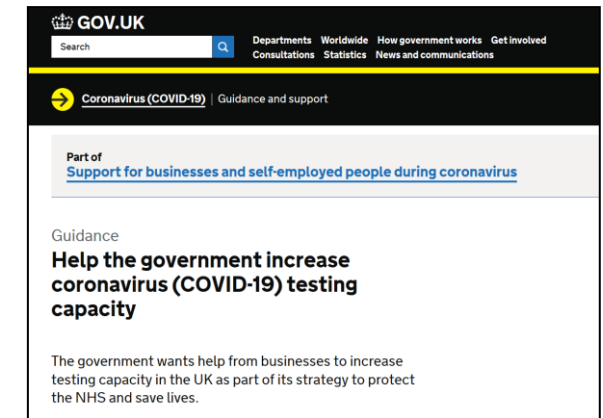 GOV.UK
Search
Departments Worldwide How government works Get involved
Consultations Statistics News and communications
Coronavirus (COVID-19) | Guidance and support
Part of
Support for businesses and self-employed people during coronavirus
Guidance
Help the government increase
coronavirus (COVID-19) testing
capacity
The government wants help from businesses to increase
testing capacity in the UK as part of its strategy to protect
the NHS and save lives.